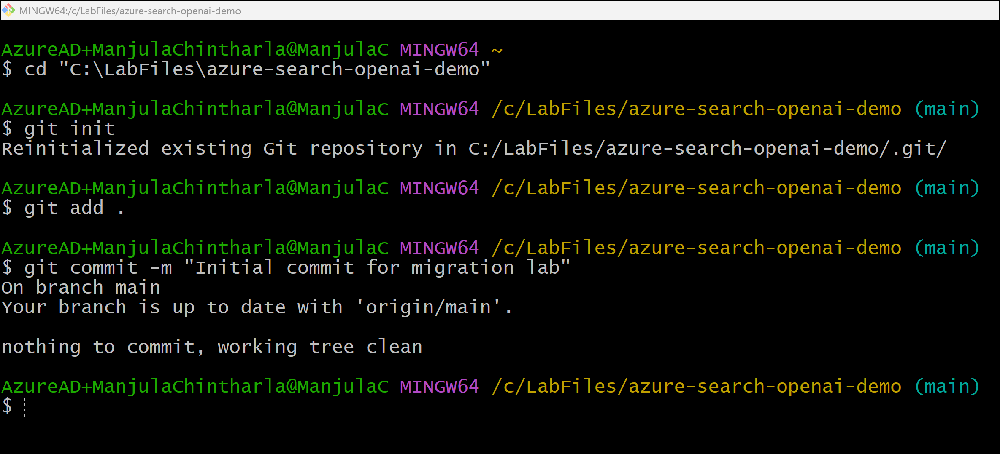 MINGW64:/c/LabFiles/azure-search-openai-demo
AzureAD+ManjulaChintharla@ManjulaC MINGW64 ~
$ cd "C:\LabFiles\azure-search-openai-demo"
AzureAD+ManjulaChintharla@ManjulaC MINGW64 /c/LabFiles/azure-search-openai-demo (main)
$ git init
Reinitialized existing Git repository in C:/LabFiles/azure-search-openai-demo/.git/
AzureAD+ManjulaChintharla@ManjulaC MINGW64 /c/LabFiles/azure-search-openai-demo (main)
$ git add .
AzureAD+ManjulaChintharla@ManjulaC MINGW64 /c/LabFiles/azure-search-openai-demo (main)
$ git commit -m "Initial commit for migration lab"
On branch main
Your branch is up to date with 'origin/main'.
nothing to commit, working tree clean
AzureAD+ManjulaChintharla@ManjulaC MINGW64 /c/LabFiles/azure-search-openai-demo (main)
$